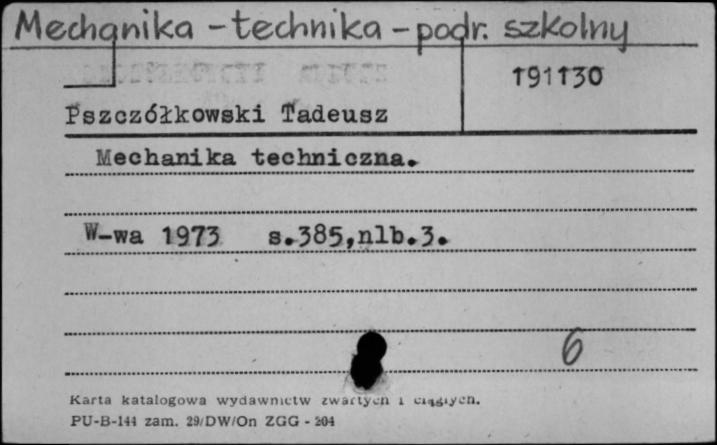 Mechanika - technika - podr. szkolny
191130
Pszczółkowski Tadeusz
Mechanika techniczna.
W-wa 1973 s.385,nlb.3.
6
Karta katalogowa wydawnictw zwartych i ciągłych.
PU-B-144 zam. 29/DW/On ZGG - 204